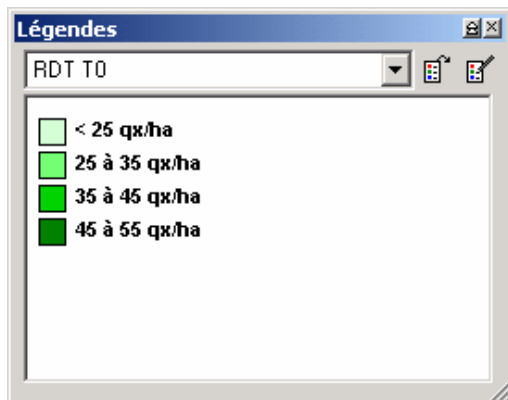 Légendes
RDT T0
< 25 qx/ha
25 à 35 qx/ha
35 à 45 qx/ha
45 à 55 qx/ha